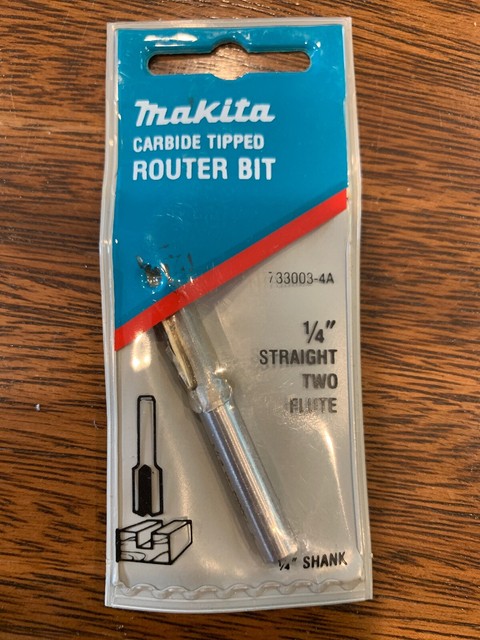 makita
CARBIDE TIPPED
ROUTER BIT
733003-4A
1/4"
STRAIGHT
TWO
FLUTE
1/4" SHANK